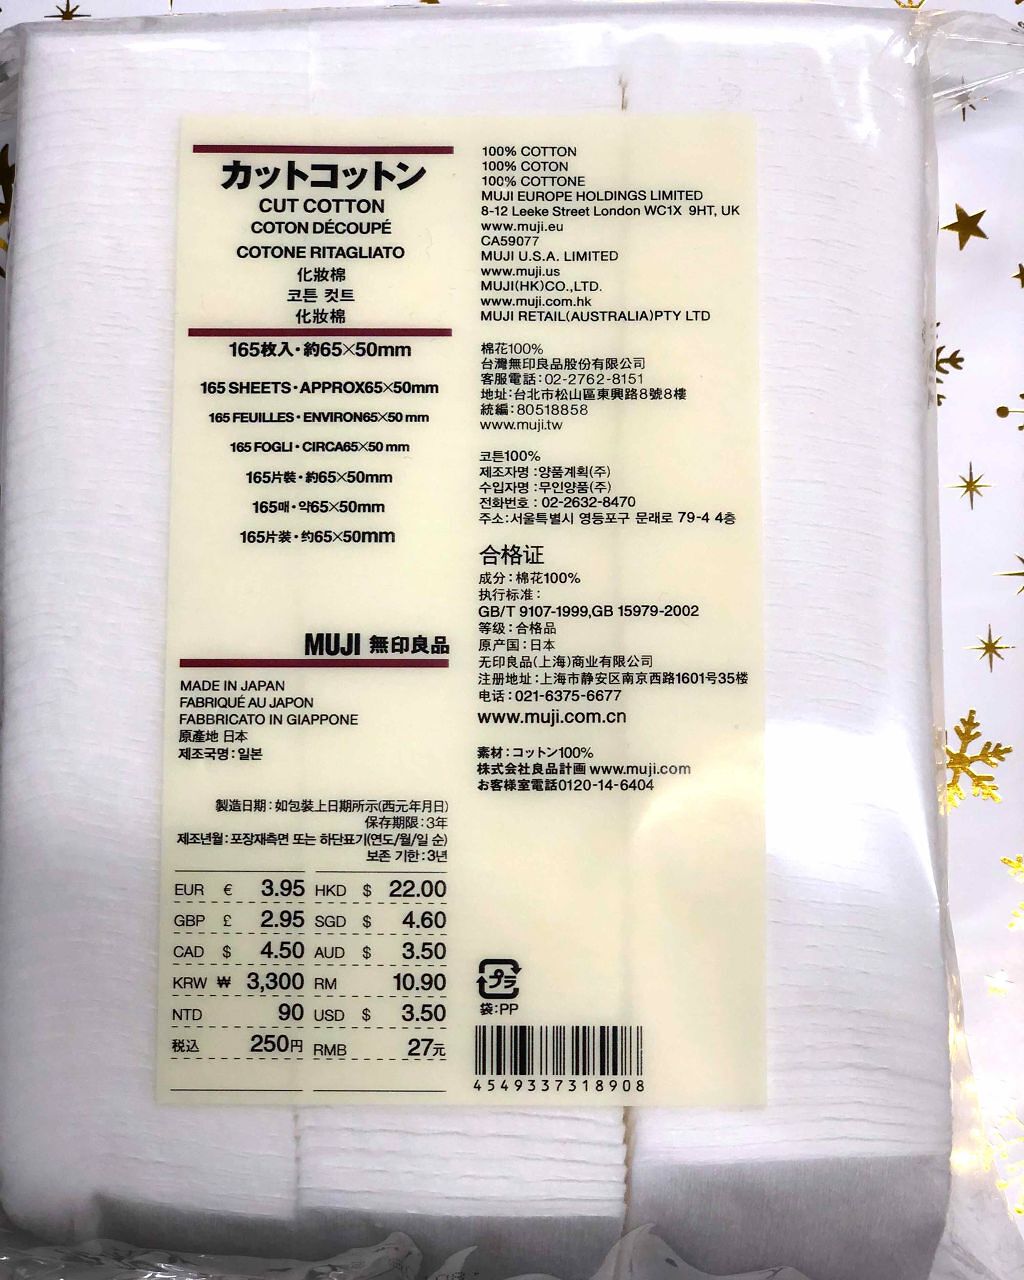 カットコットン
CUT COTTON
COTON DÉCOUPÉ
COTONE RITAGLIATO
化妝棉
코튼 컷트
化妝棉
165枚入・約65×50mm
165 SHEETS・APPROX65×50mm
165 FEUILLES・ENVIRON65×50 mm
165 FOGLI・CIRCA65×50 mm
165片裝・約65×50mm
165매・약65×50mm
165片装・约65×50mm
MUJI 無印良品
MADE IN JAPAN
FABRIQUÉ AU JAPON
FABBRICATO IN GIAPPONE
原產地 日本
제조국명:일본
製造日期:如包裝上日期所示(西元年月日)
保存期限:3年
제조년월:포장재측면 또는 하단표기(연도/월/일 순)
보존 기한:3년
EUR € 3.95 HKD $ 22.00
GBP £ 2.95 SGD $ 4.60
CAD $ 4.50 AUD $ 3.50
KRW ₩ 3,300 RM 10.90
NTD 90 USD $ 3.50
税込 250円 RMB 27元
100% COTTON
100% COTON
100% COTTONE
MUJI EUROPE HOLDINGS LIMITED
8-12 Leeke Street London WC1X 9HT, UK
www.muji.eu
CA59077
MUJI U.S.A. LIMITED
www.muji.us
MUJI(HK)CO.,LTD.
www.muji.com.hk
MUJI RETAIL(AUSTRALIA)PTY LTD
棉花100%
台灣無印良品股份有限公司
客服電話:02-2762-8151
地址:台北市松山區東興路8號8樓
統編:80518858
www.muji.tw
코튼100%
제조자명:양품계획(주)
수입자명:무인양품(주)
전화번호:02-2632-8470
주소:서울특별시 영등포구 문래로 79-4 4층
合格证
成分:棉花100%
执行标准:
GB/T 9107-1999,GB 15979-2002
等级:合格品
原产国:日本
无印良品(上海)商业有限公司
注册地址:上海市静安区南京西路1601号35楼
电话:021-6375-6677
www.muji.com.cn
素材:コットン100%
株式会社良品計画 www.muji.com
お客様室電話0120-14-6404
プラ
袋:PP
4549337318908